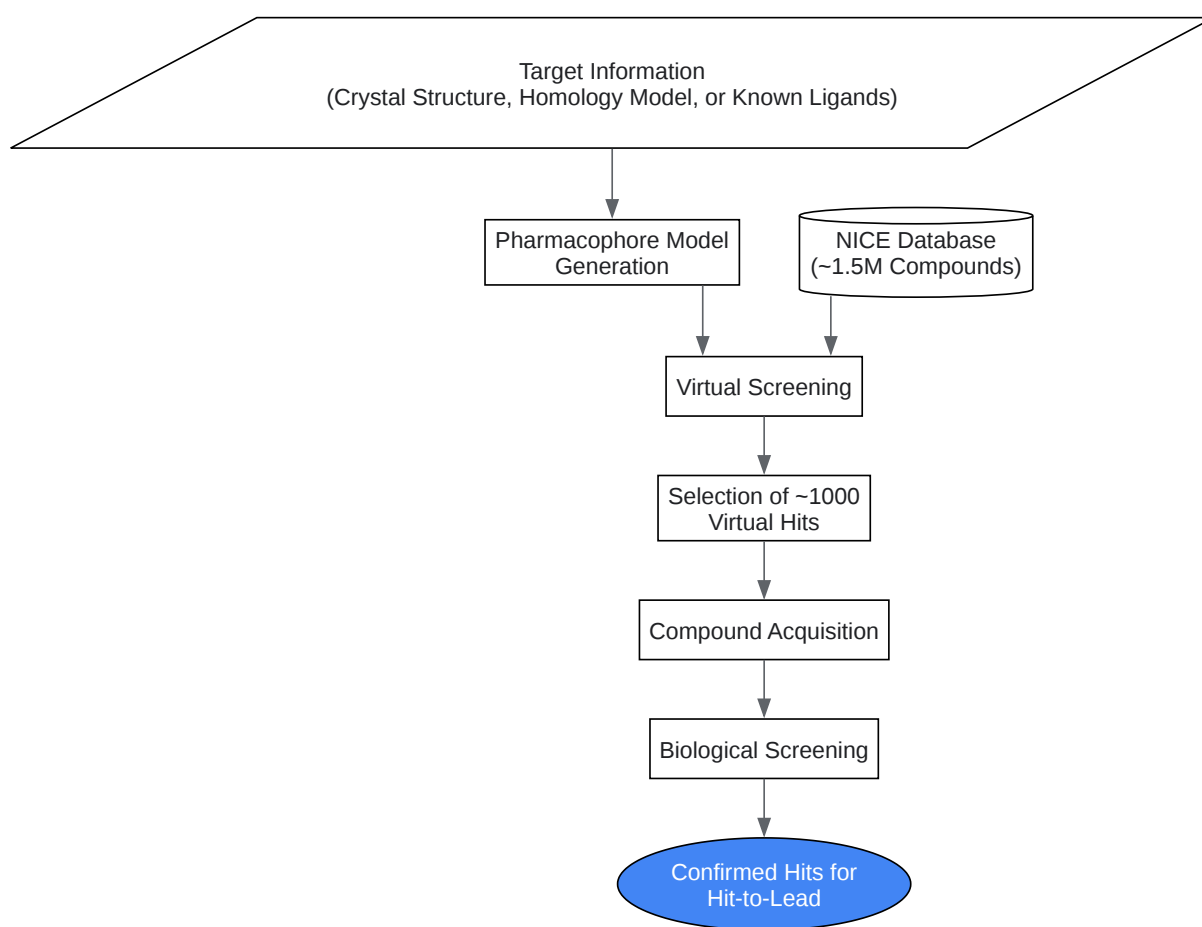 Target Information
(Crystal Structure, Homology Model, or Known Ligands)
Pharmacophore Model
Generation
NICE Database
(~1.5M Compounds)
Virtual Screening
Selection of ~1000
Virtual Hits
Compound Acquisition
Biological Screening
Confirmed Hits for
Hit-to-Lead